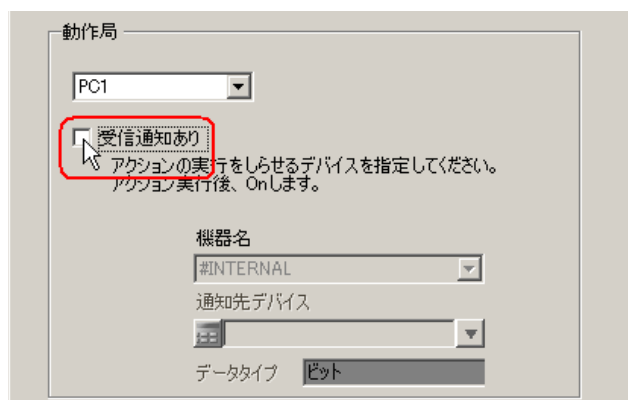 動作局
PC1
受信通知あり
アクションの実行をしらせるデバイスを指定してください。
アクション実行後、Onします。
機器名
#INTERNAL
通知先デバイス
データタイプ ビット